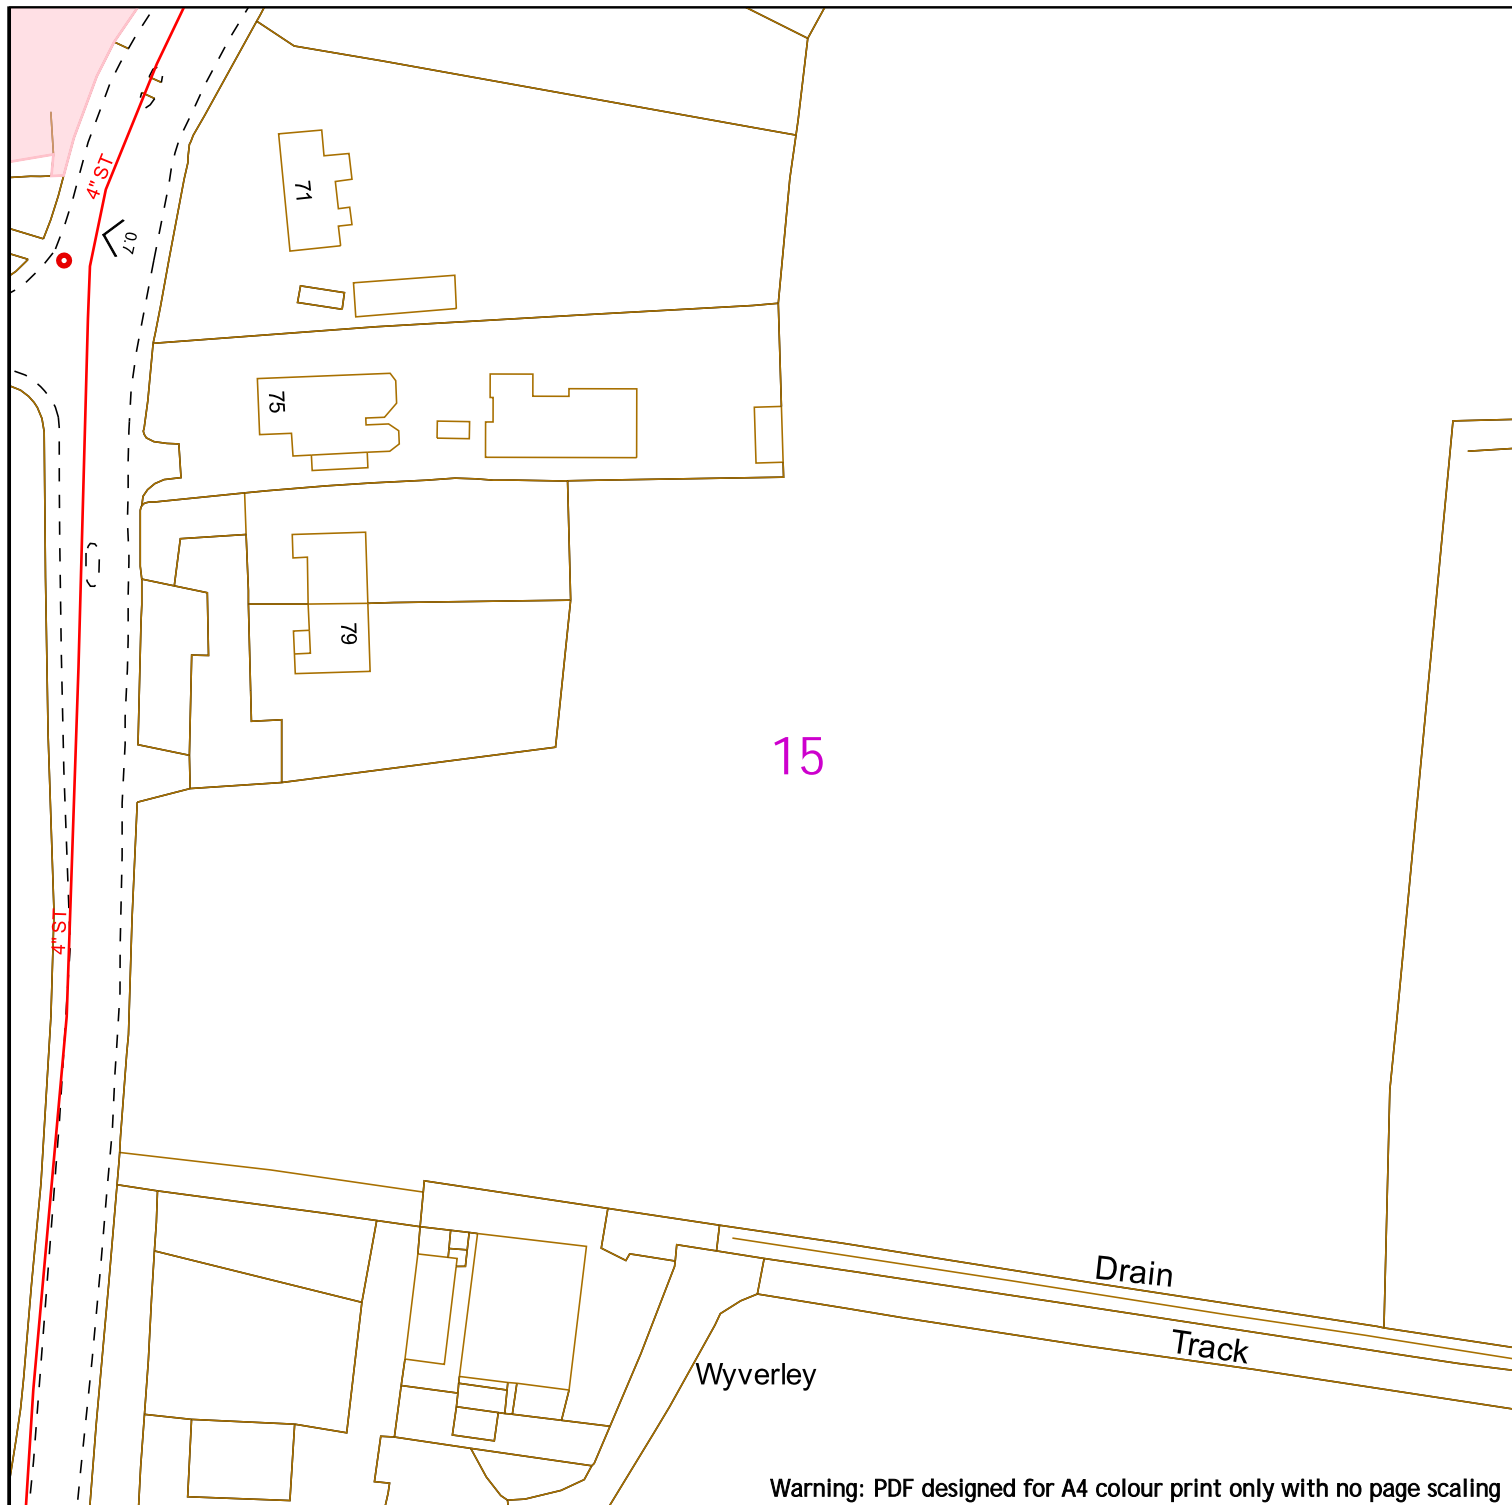 4" ST
0.7
71
75
79
15
4" ST
Drain
Track
Wyverley
Warning: PDF designed for A4 colour print only with no page scaling